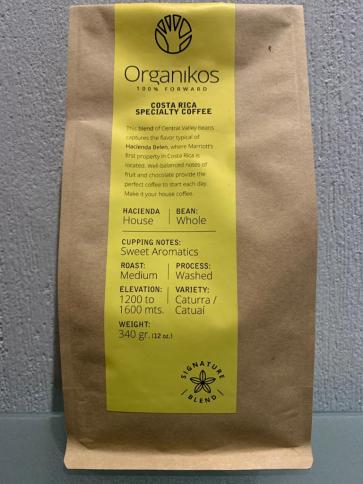 Organikos
100% FORWARD
COSTA RICA
SPECIALTY COFFEE
This blend of Central Valley Beans
captures the flavor typical of
Hacienda Belen, where Marriott's
first property in Costa Rica is
located. Well-balanced notes of
fruit and chocolate provide the
perfect coffee to start each day.
Make it your house coffee.
HACIENDA
House
BEAN:
Whole
CUPPING NOTES:
Sweet Aromatics
ROAST:
Medium
PROCESS:
Washed
ELEVATION:
1200 to
1600 mts.
VARIETY:
Caturra /
Catuaí
WEIGHT:
340 gr. (12 oz.)
SIGNATURE
BLEND